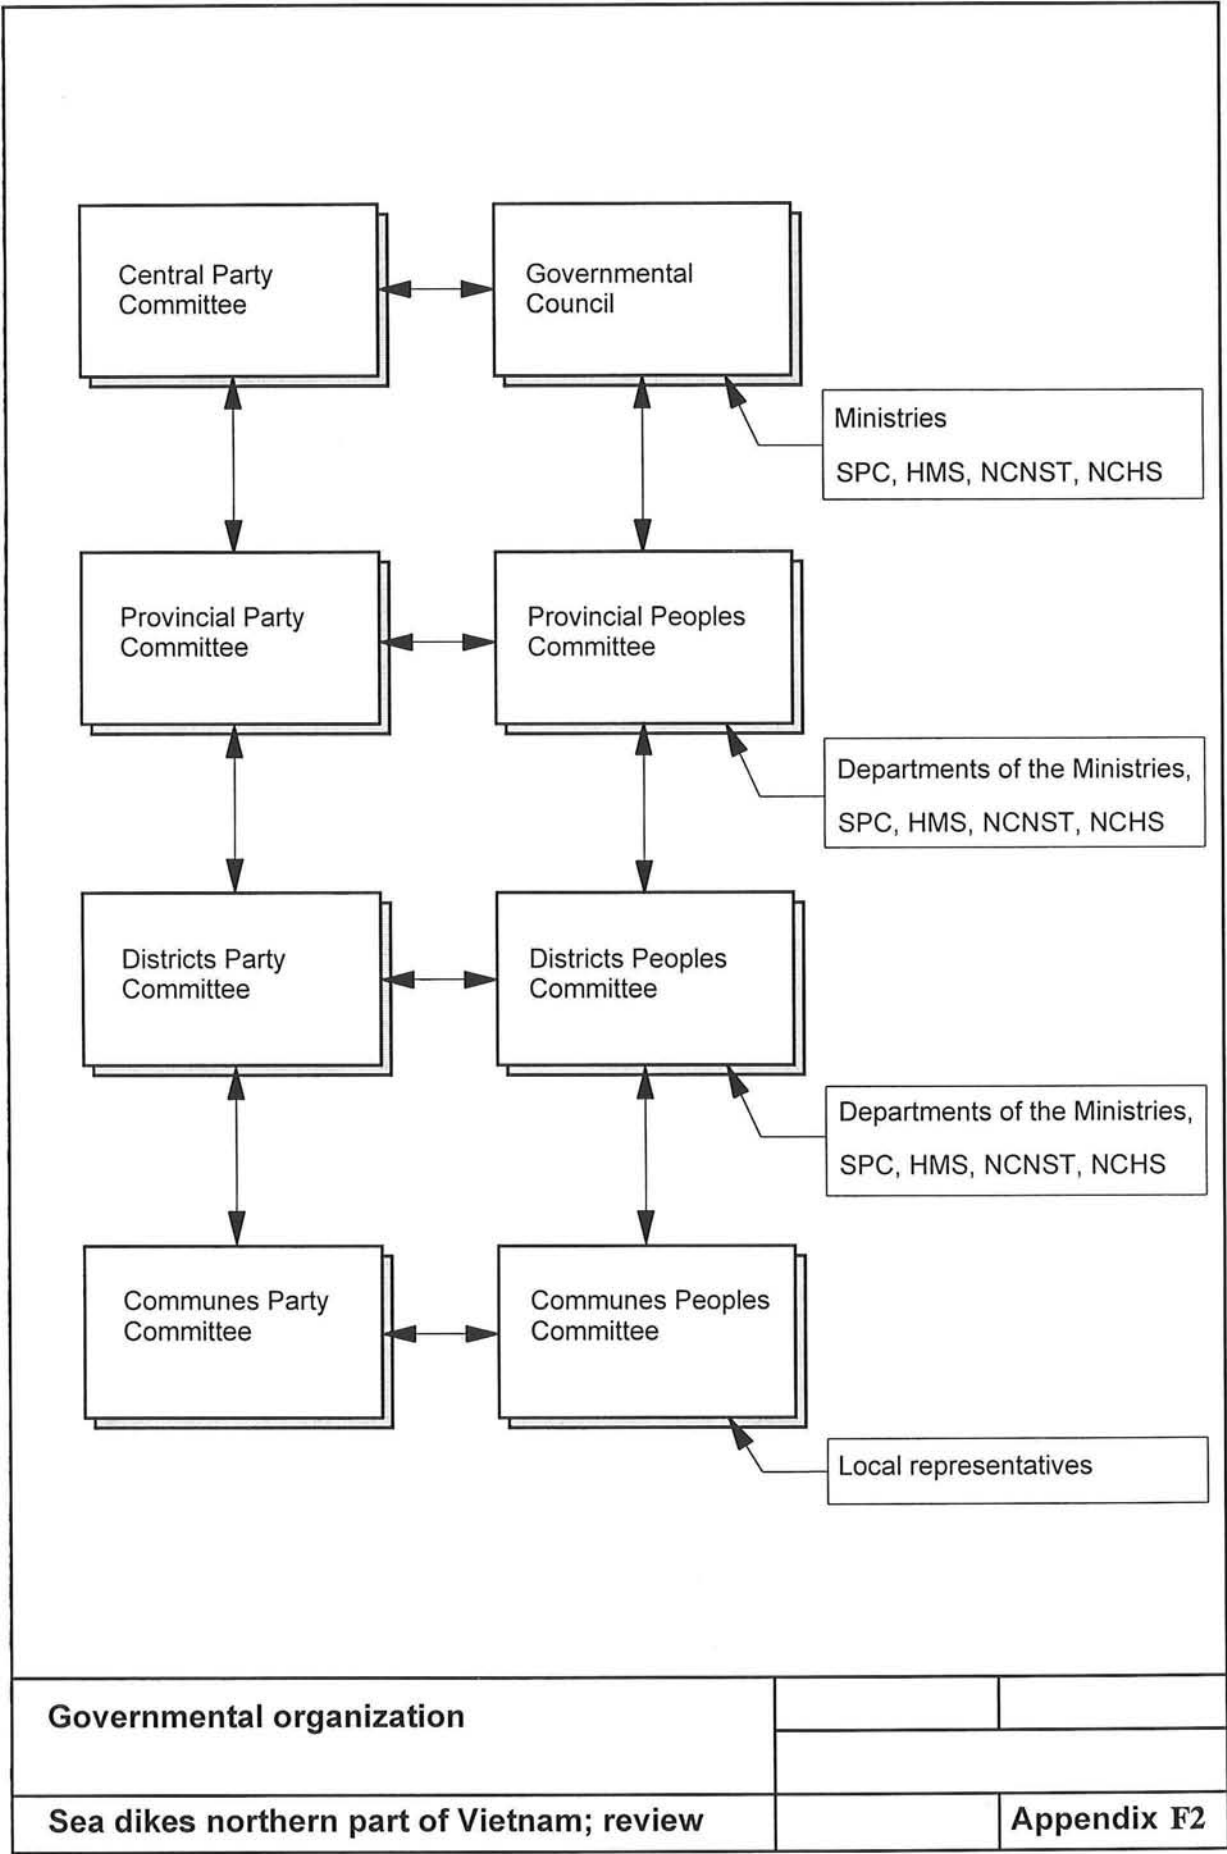 Central Party
Committee
Governmental
Council
Ministries
SPC, HMS, NCNST, NCHS
Provincial Party
Committee
Provincial Peoples
Committee
Departments of the Ministries,
SPC, HMS, NCNST, NCHS
Districts Party
Committee
Districts Peoples
Committee
Departments of the Ministries,
SPC, HMS, NCNST, NCHS
Communes Party
Committee
Communes Peoples
Committee
Local representatives
Governmental organization
Sea dikes northern part of Vietnam; review
Appendix F2